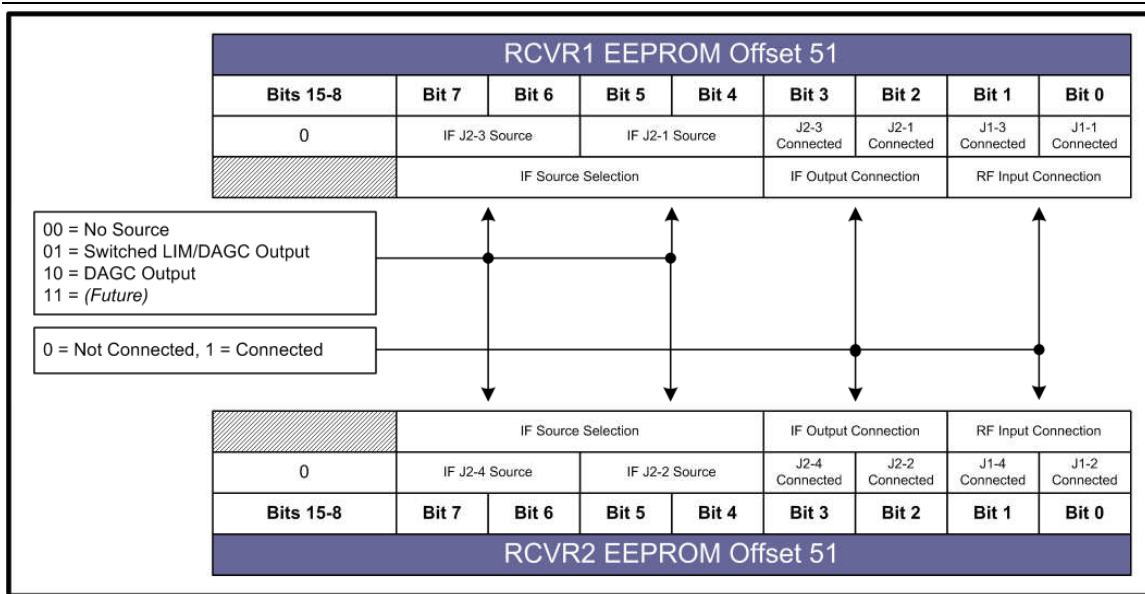 RCVR1 EEPROM Offset 51
Bits 15-8 Bit 7 Bit 6 Bit 5 Bit 4 Bit 3 Bit 2 Bit 1 Bit 0
0 IF J2-3 Source IF J2-1 Source J2-3 Connected J2-1 Connected J1-3 Connected J1-1 Connected
IF Source Selection IF Output Connection RF Input Connection
00 = No Source
01 = Switched LIM/DAGC Output
10 = DAGC Output
11 = (Future)
0 = Not Connected, 1 = Connected
IF Source Selection IF Output Connection RF Input Connection
0 IF J2-4 Source IF J2-2 Source J2-4 Connected J2-2 Connected J1-4 Connected J1-2 Connected
Bits 15-8 Bit 7 Bit 6 Bit 5 Bit 4 Bit 3 Bit 2 Bit 1 Bit 0
RCVR2 EEPROM Offset 51